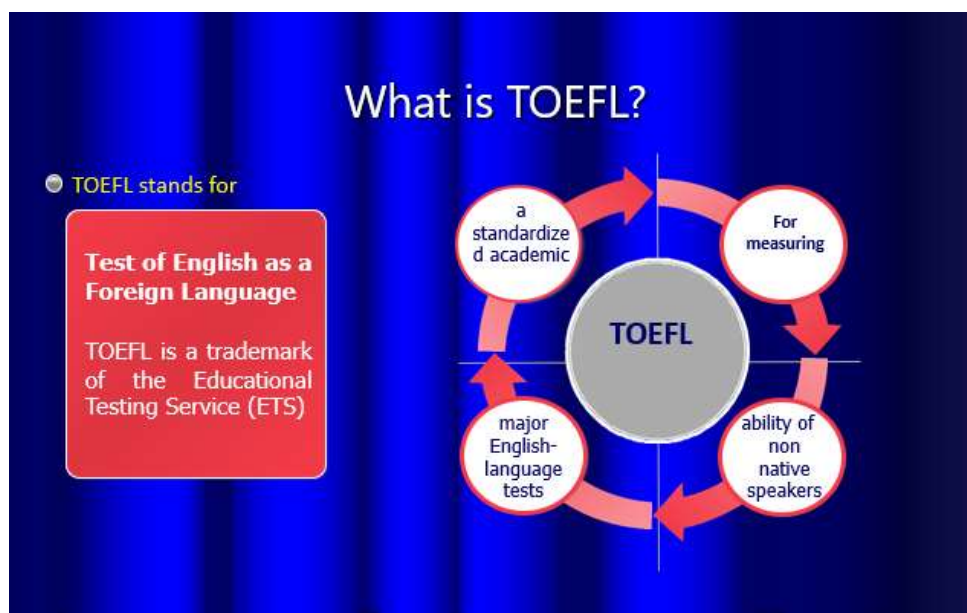 What is TOEFL?
TOEFL stands for
Test of English as a
Foreign Language
TOEFL is a trademark
of the Educational
Testing Service (ETS)
a
standardize
d academic
For
measuring
TOEFL
major
English-
language
tests
ability of
non
native
speakers